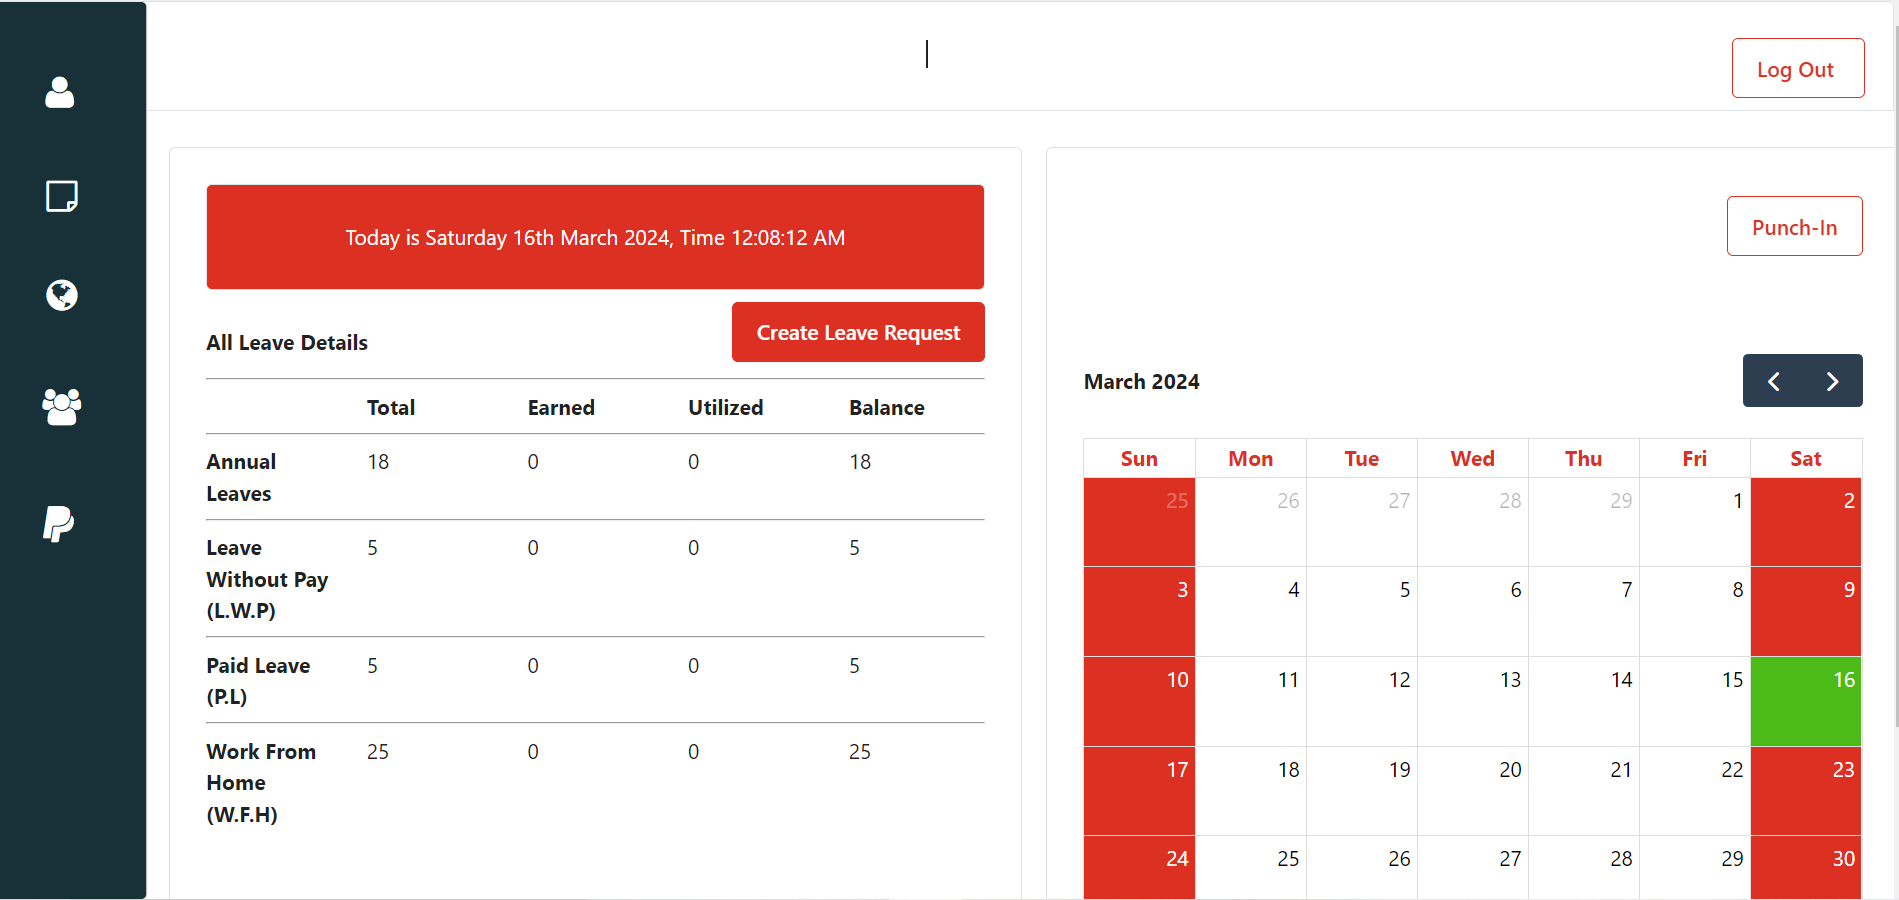 Log Out
Today is Saturday 16th March 2024, Time 12:08:12 AM
Create Leave Request
All Leave Details
Total Earned Utilized Balance
Annual 18 0 0 18
Leaves
Leave 5 0 0 5
Without Pay
(L.W.P)
Paid Leave 5 0 0 5
(P.L)
Work From 25 0 0 25
Home
(W.F.H)
Punch-In
March 2024
Sun Mon Tue Wed Thu Fri Sat
25 26 27 28 29 1 2
3 4 5 6 7 8 9
10 11 12 13 14 15 16
17 18 19 20 21 22 23
24 25 26 27 28 29 30